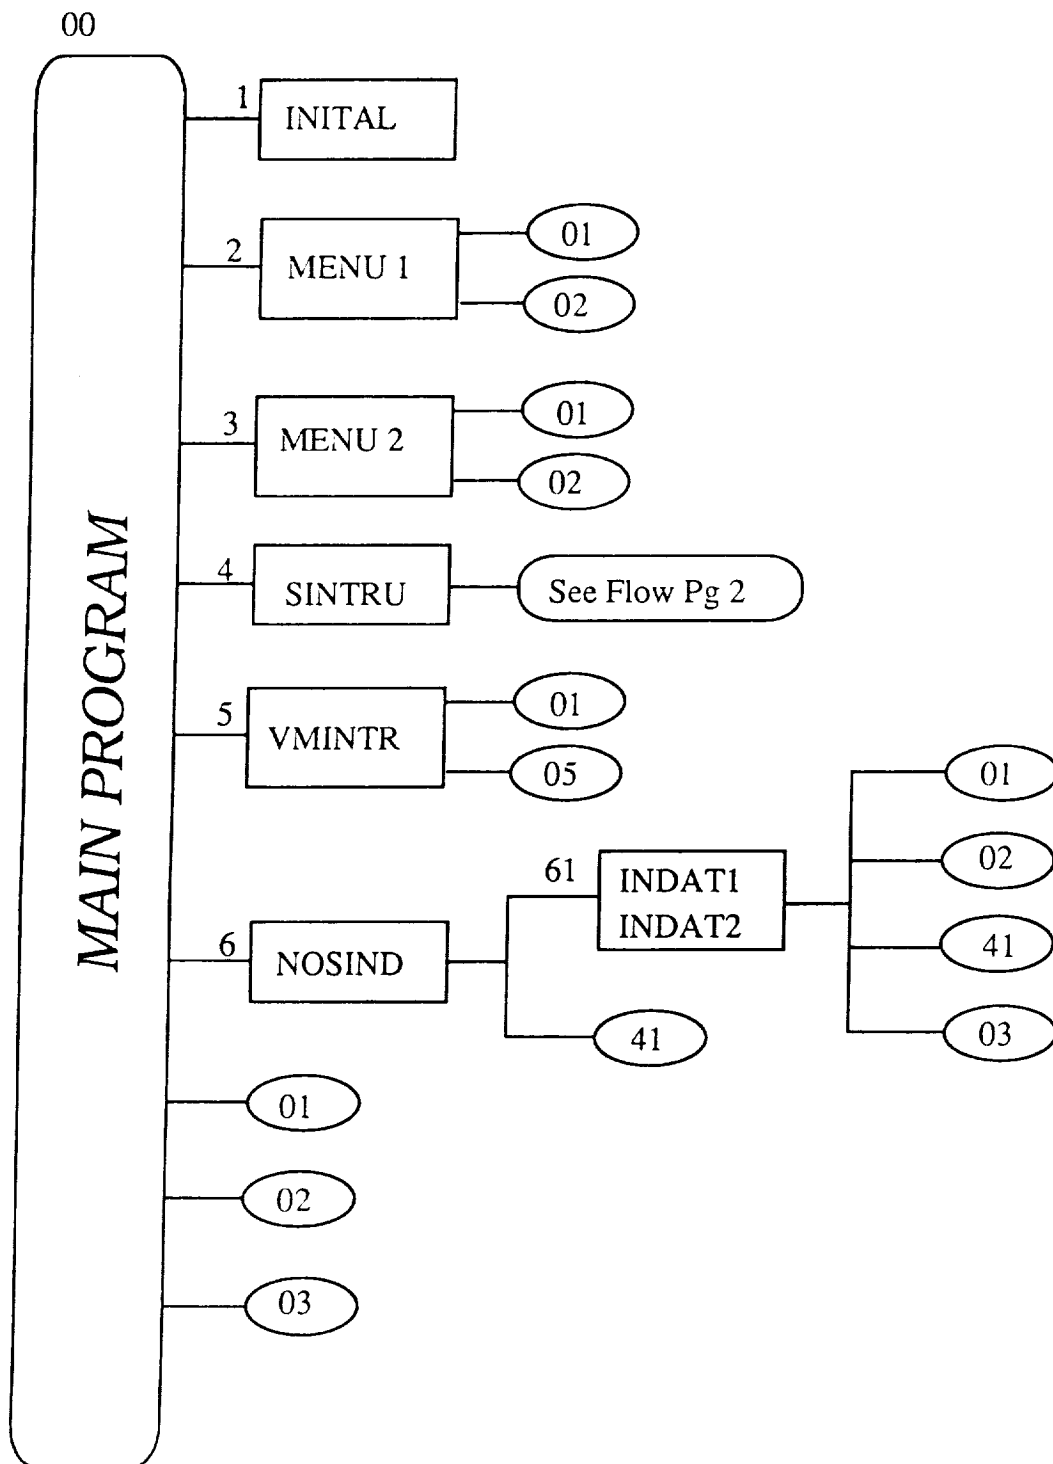 00
MAIN PROGRAM
1
INITAL
2
MENU 1
01
02
3
MENU 2
01
02
4
SINTRU
See Flow Pg 2
5
VMINTR
01
05
6
NOSIND
61
INDAT1
INDAT2
01
02
41
03
41
01
02
03